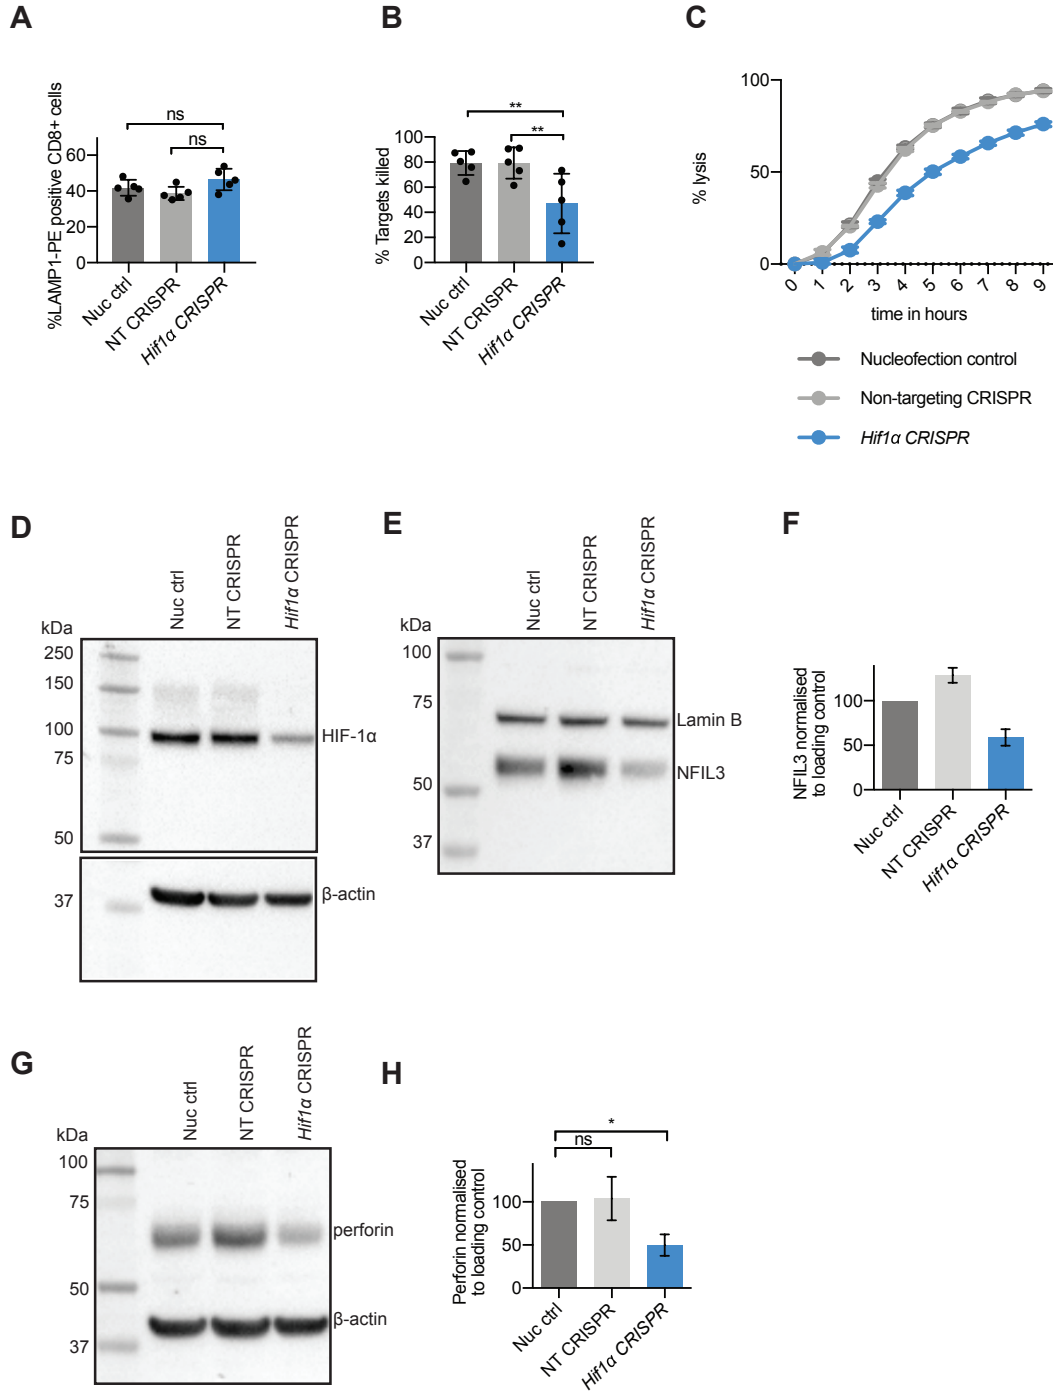 A
%LAMP1-PE positive CD8+ cells
60
40
20
0
ns
ns
Nuc ctrl
NT CRISPR
Hif1α CRISPR
B
% Targets killed
100
80
60
40
20
0
**
**
Nuc ctrl
NT CRISPR
Hif1α CRISPR
C
% lysis
100
50
0
0 1 2 3 4 5 6 7 8 9
time in hours
Nucleofection control
Non-targeting CRISPR
Hif1α CRISPR
D
Nuc ctrl
NT CRISPR
Hif1α CRISPR
kDa
250
150
100
75
50
HIF-1α
37
β-actin
E
Nuc ctrl
NT CRISPR
Hif1α CRISPR
kDa
100
75
50
37
Lamin B
NFIL3
F
NFIL3 normalised
to loading control
100
50
0
Nuc ctrl
NT CRISPR
Hif1α CRISPR
G
Nuc ctrl
NT CRISPR
Hif1α CRISPR
kDa
100
75
50
37
perforin
β-actin
H
Perforin normalised
to loading control
100
50
0
*
ns
Nuc ctrl
NT CRISPR
Hif1α CRISPR